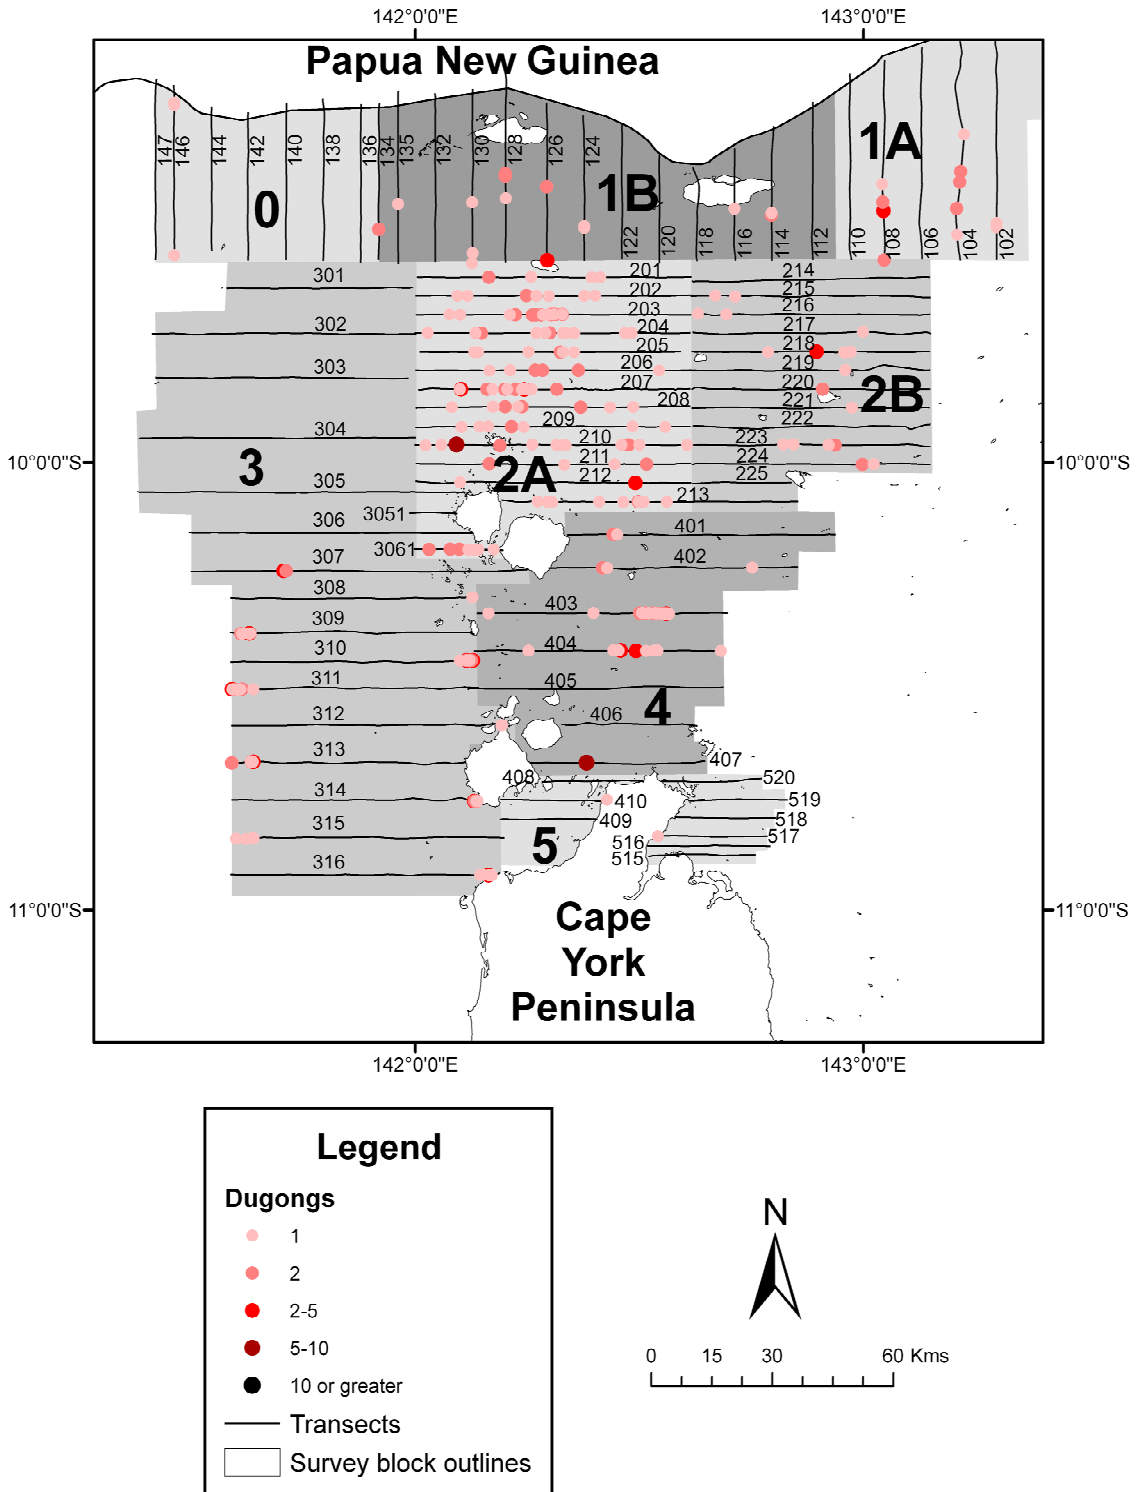 142°0'0"E 143°0'0"E
Papua New Guinea
147 146 144 142 140 138 136 134 135 132 130 128 126 124 122 120 118 116 114 112 110 108 106 104 102
0 1B 1A
301 201 214
202 215
203 216
302 204 217
205 218
303 206 219
207 220
208 221 2B
209 222
304 210 223
10°0'0"S 3 211 224 10°0'0"S
305 2A 212 225
213
3051
306 401
3061
307 402
308
309 403
310 404
311 405
312 406 4
313 407
408 520
314 410 519
409 518
315 5 516 517
515
316
11°0'0"S 11°0'0"S
Cape
York
Peninsula
142°0'0"E 143°0'0"E
Legend
Dugongs
1
2
2-5
5-10
10 or greater
Transects
Survey block outlines
N
0 15 30 60 Kms